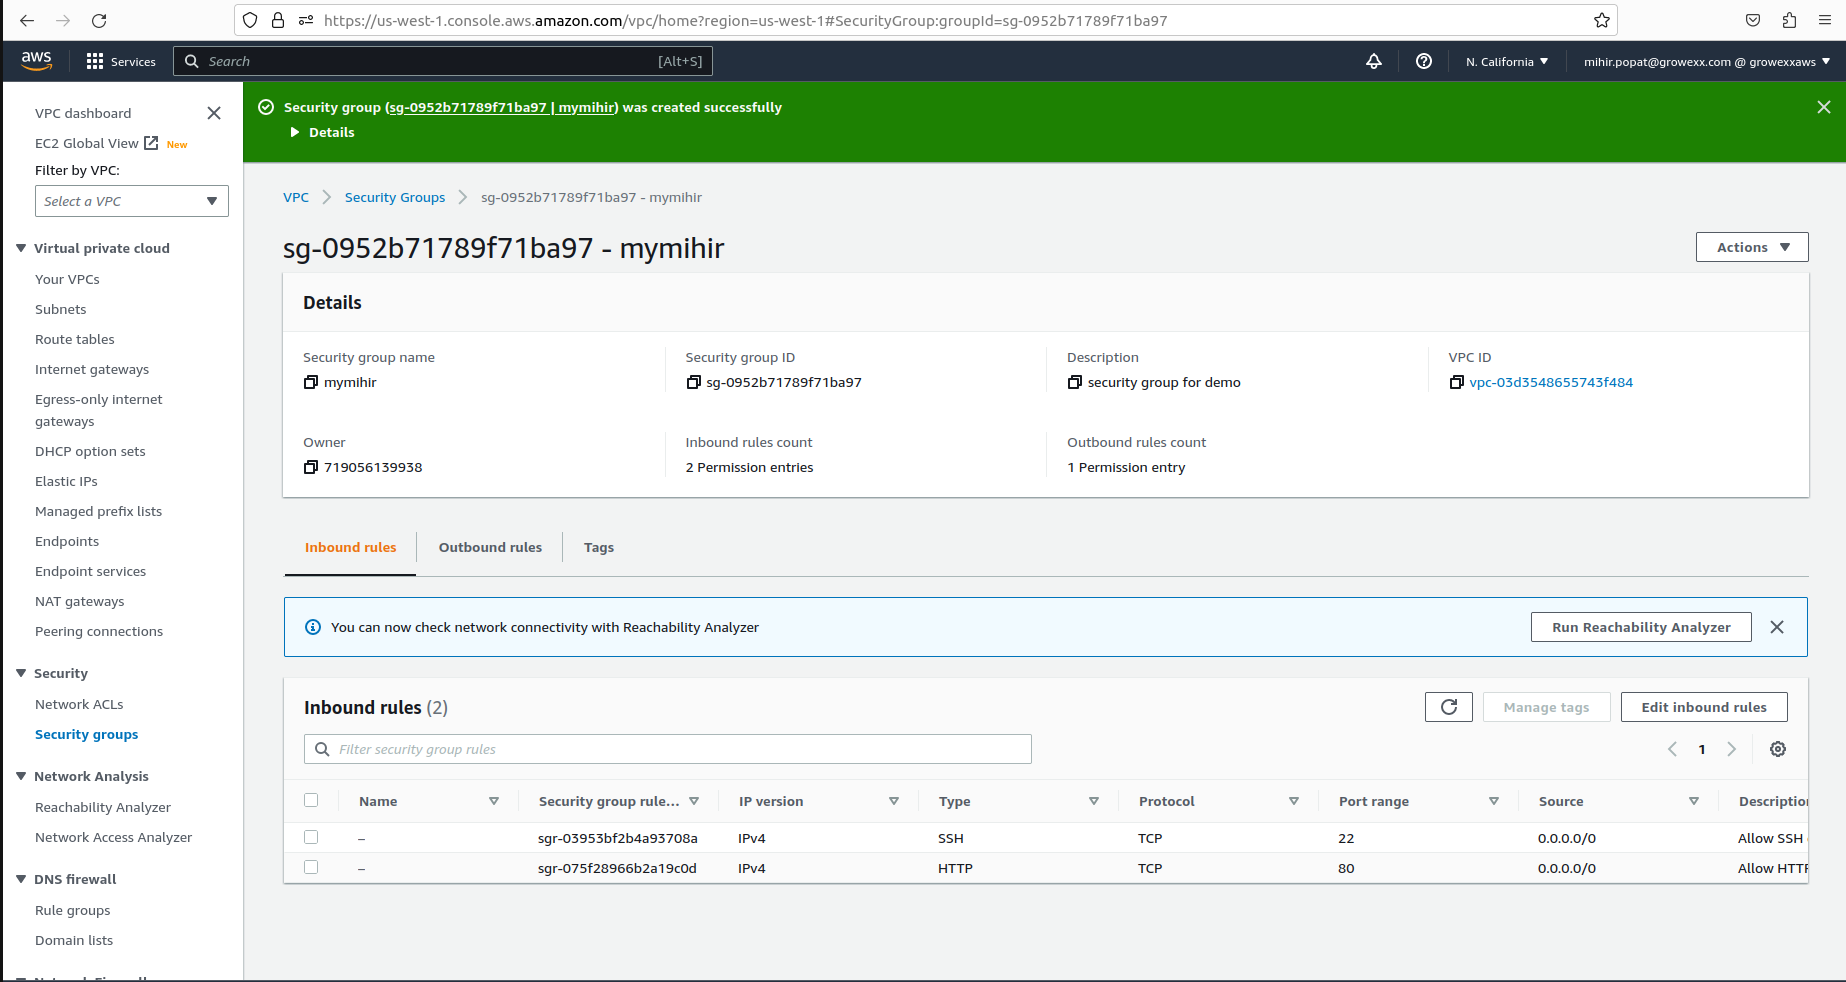 https://us-west-1.console.aws.amazon.com/vpc/home?region=us-west-1#SecurityGroup:groupId=sg-0952b71789f71ba97
aws
Services
Search
[Alt+S]
N. California
mihir.popat@growexx.com @ growexxaws
VPC dashboard
EC2 Global View New
Filter by VPC:
Select a VPC
Virtual private cloud
Your VPCs
Subnets
Route tables
Internet gateways
Egress-only internet
gateways
DHCP option sets
Elastic IPs
Managed prefix lists
Endpoints
Endpoint services
NAT gateways
Peering connections
Security
Network ACLs
Security groups
Network Analysis
Reachability Analyzer
Network Access Analyzer
DNS firewall
Rule groups
Domain lists
Security group (sg-0952b71789f71ba97 | mymihir) was created successfully
Details
VPC
Security Groups
sg-0952b71789f71ba97 - mymihir
sg-0952b71789f71ba97 - mymihir
Actions
Details
Security group name
mymihir
Security group ID
sg-0952b71789f71ba97
Description
security group for demo
VPC ID
vpc-03d3548655743f484
Owner
719056139938
Inbound rules count
2 Permission entries
Outbound rules count
1 Permission entry
Inbound rules
Outbound rules
Tags
You can now check network connectivity with Reachability Analyzer
Run Reachability Analyzer
Inbound rules (2)
Manage tags
Edit inbound rules
Filter security group rules
1
Name Security group rule... IP version Type Protocol Port range Source
– sgr-03953bf2b4a93708a IPv4 SSH TCP 22 0.0.0.0/0 Allow SSH
– sgr-075f28966b2a19c0d IPv4 HTTP TCP 80 0.0.0.0/0 Allow